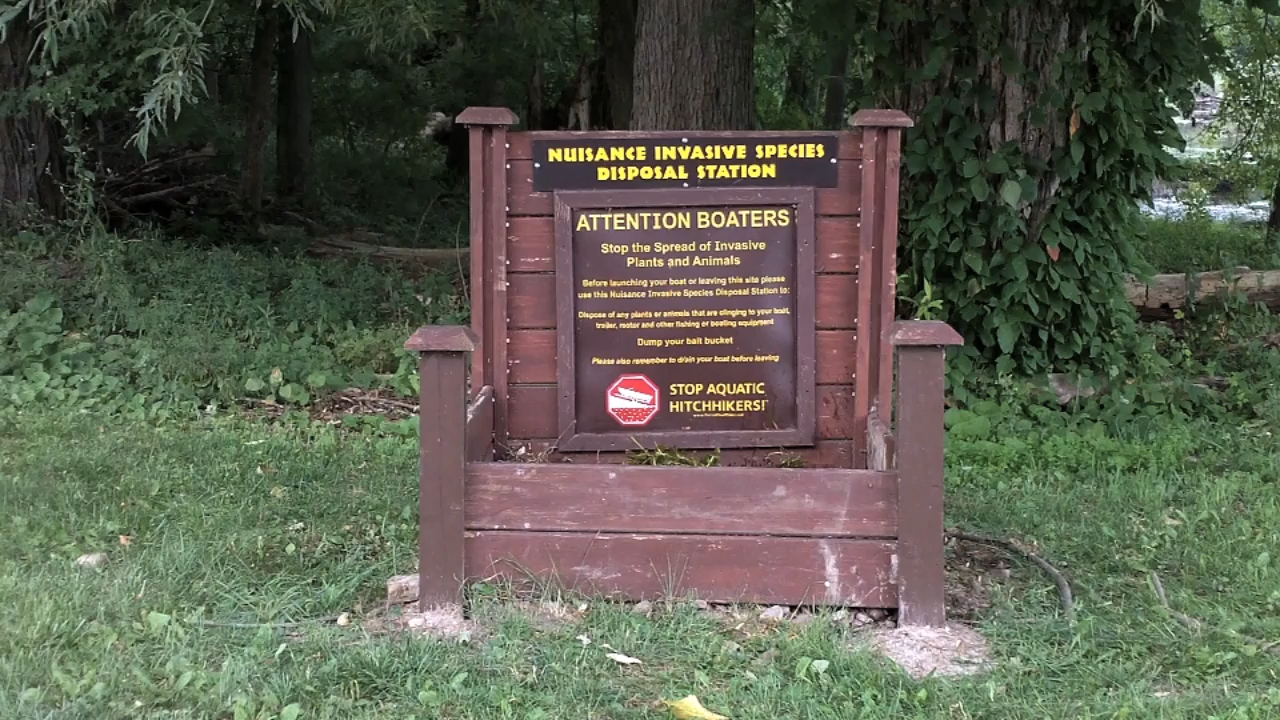 NUISANCE INVASIVE SPECIES
DISPOSAL STATION
ATTENTION BOATERS
Stop the Spread of Invasive
Plants and Animals
Before launching your boat or leaving this site please
use this Nuisance Invasive Species Disposal Station to:
Dispose of any plants or animals that are clinging to your boat,
trailer, motor and other fishing or boating equipment
Dump your bait bucket
Please also remember to drain your boat before leaving
STOP AQUATIC
HITCHHIKERS!